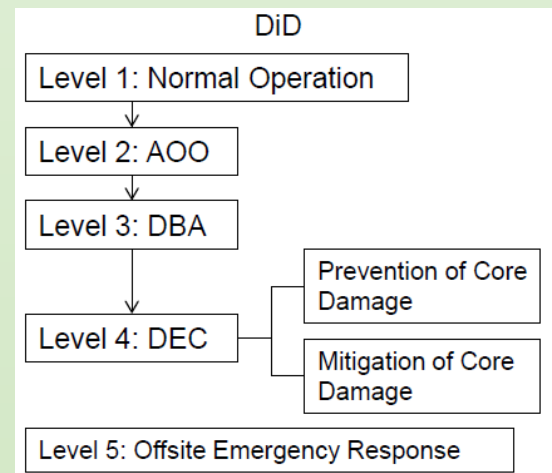 DiD
Level 1: Normal Operation
Level 2: AOO
Level 3: DBA
Level 4: DEC
Prevention of Core
Damage
Mitigation of Core
Damage
Level 5: Offsite Emergency Response